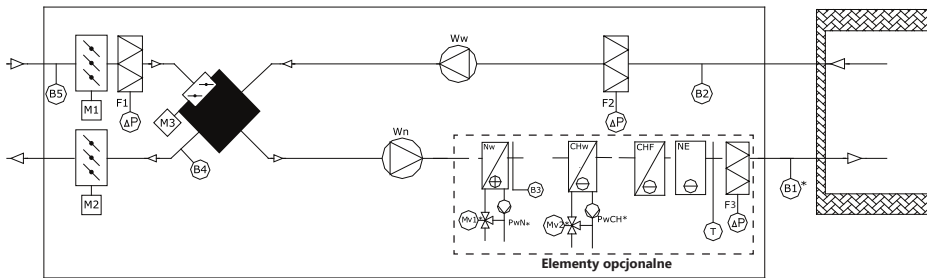 Ww
B5
M1
F1
ΔP
M3
F2
ΔP
B2
Wn
M2
B4
Nw
B3
Mv1*
PwN*
CHw
Mv2*
PwCH*
CHF
NE
T
F3
ΔP
B1*
Elementy opcjonalne